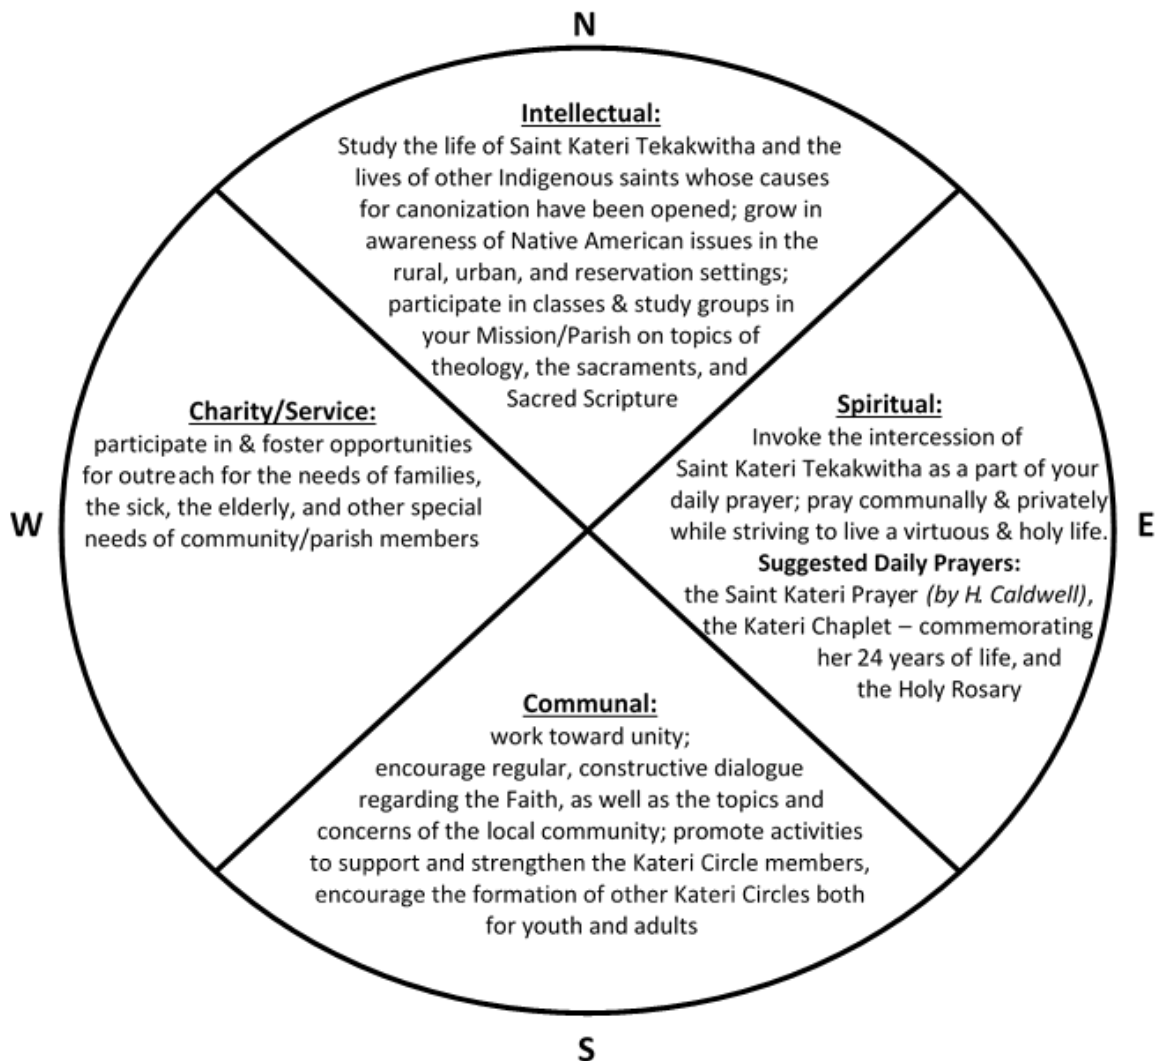 N
Intellectual:
Study the life of Saint Kateri Tekakwitha and the
lives of other Indigenous saints whose causes
for canonization have been opened; grow in
awareness of Native American issues in the
rural, urban, and reservation settings;
participate in classes & study groups in
your Mission/Parish on topics of
theology, the sacraments, and
Sacred Scripture
W
Charity/Service:
participate in & foster opportunities
for outreach for the needs of families,
the sick, the elderly, and other special
needs of community/parish members
Spiritual:
Invoke the intercession of
Saint Kateri Tekakwitha as a part of your
daily prayer; pray communally & privately
while striving to live a virtuous & holy life.
Suggested Daily Prayers:
the Saint Kateri Prayer (by H. Caldwell),
the Kateri Chaplet – commemorating
her 24 years of life, and
the Holy Rosary
E
Communal:
work toward unity;
encourage regular, constructive dialogue
regarding the Faith, as well as the topics and
concerns of the local community; promote activities
to support and strengthen the Kateri Circle members,
encourage the formation of other Kateri Circles both
for youth and adults
S